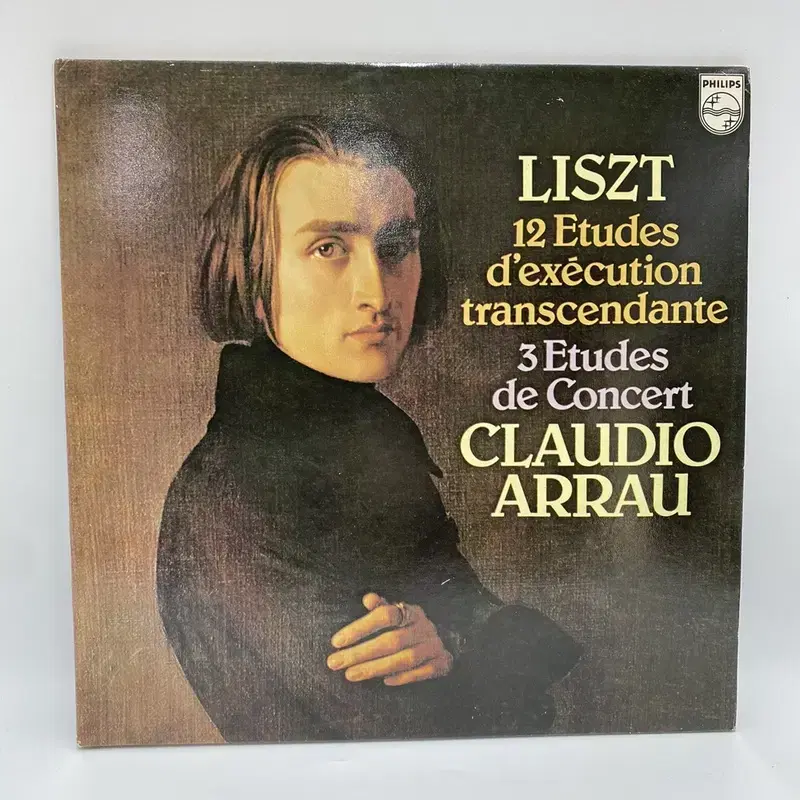 PHILIPS
LISZT
12 Etudes
d'exécution
transcendante
3 Etudes
de Concert
CLAUDIO
ARRAU